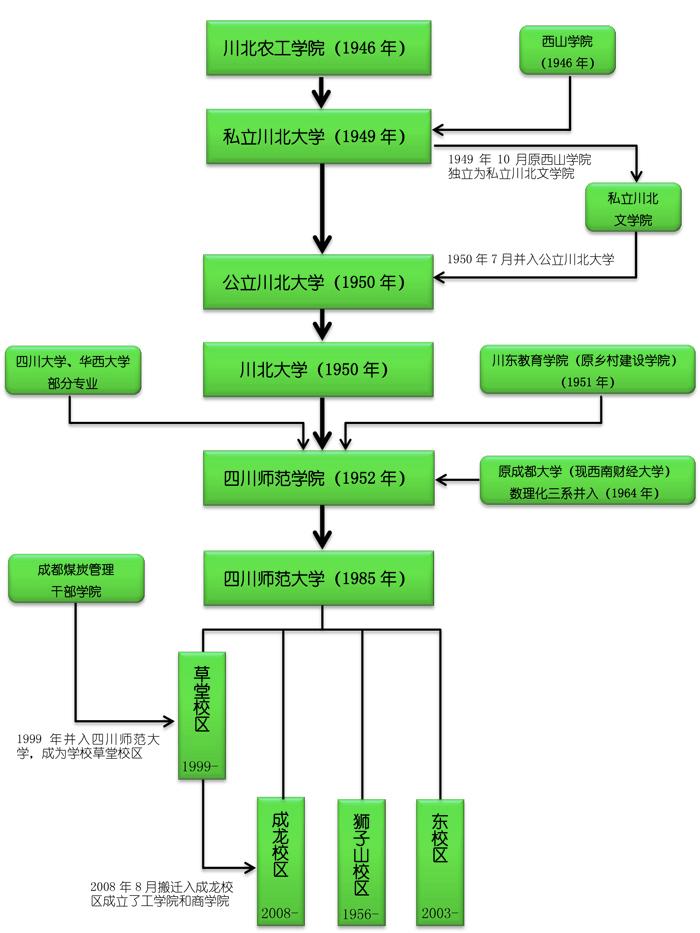 川北农工学院（1946 年）
西山学院
（1946 年）
私立川北大学（1949 年）
1949 年 10 月原西山学院
独立为私立川北文学院
私立川北
文学院
1950 年 7 月并入公立川北大学
公立川北大学（1950 年）
川北大学（1950 年）
四川大学、华西大学
部分专业
川东教育学院（原乡村建设学院）
（1951 年）
四川师范学院（1952 年）
原成都大学（现西南财经大学）
数理化三系并入（1964 年）
四川师范大学（1985 年）
成都煤炭管理
干部学院
草堂校区
1999-
1999 年并入四川师范大
学，成为学校草堂校区
成龙校区
2008-
狮子山校区
1956-
东校区
2003-
2008 年 8 月搬迁入成龙校
区成立了工学院和商学院